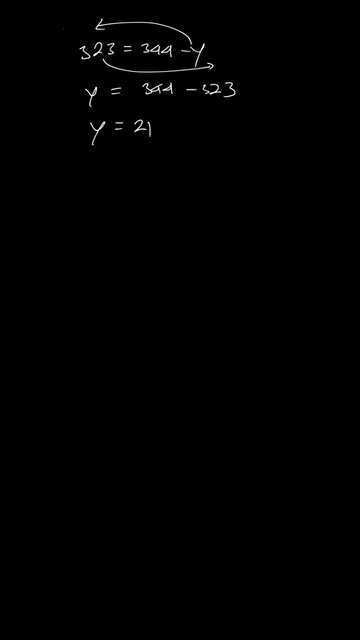 323 = 344 - y
y = 344 - 323
y = 21